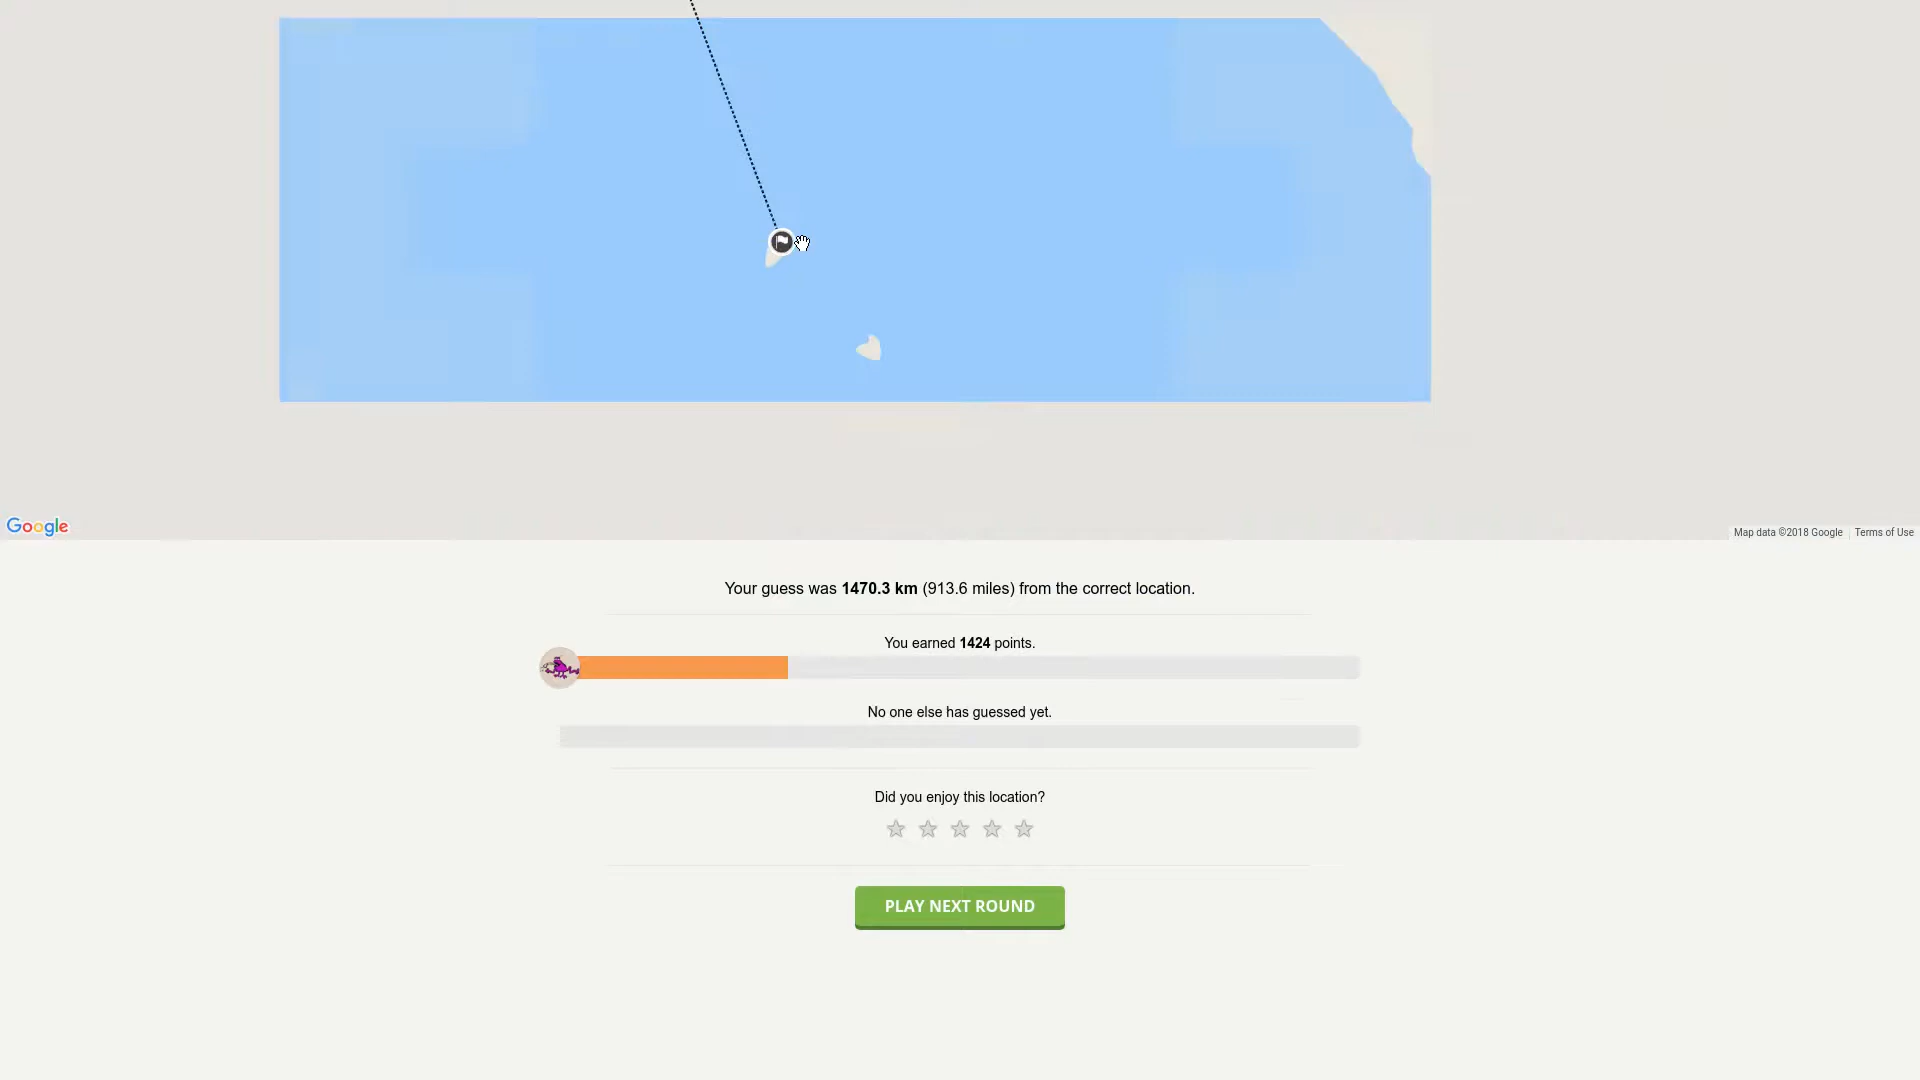 Google
Map data ©2018 Google
Terms of Use
Your guess was 1470.3 km (913.6 miles) from the correct location.
You earned 1424 points.
No one else has guessed yet.
Did you enjoy this location?
PLAY NEXT ROUND